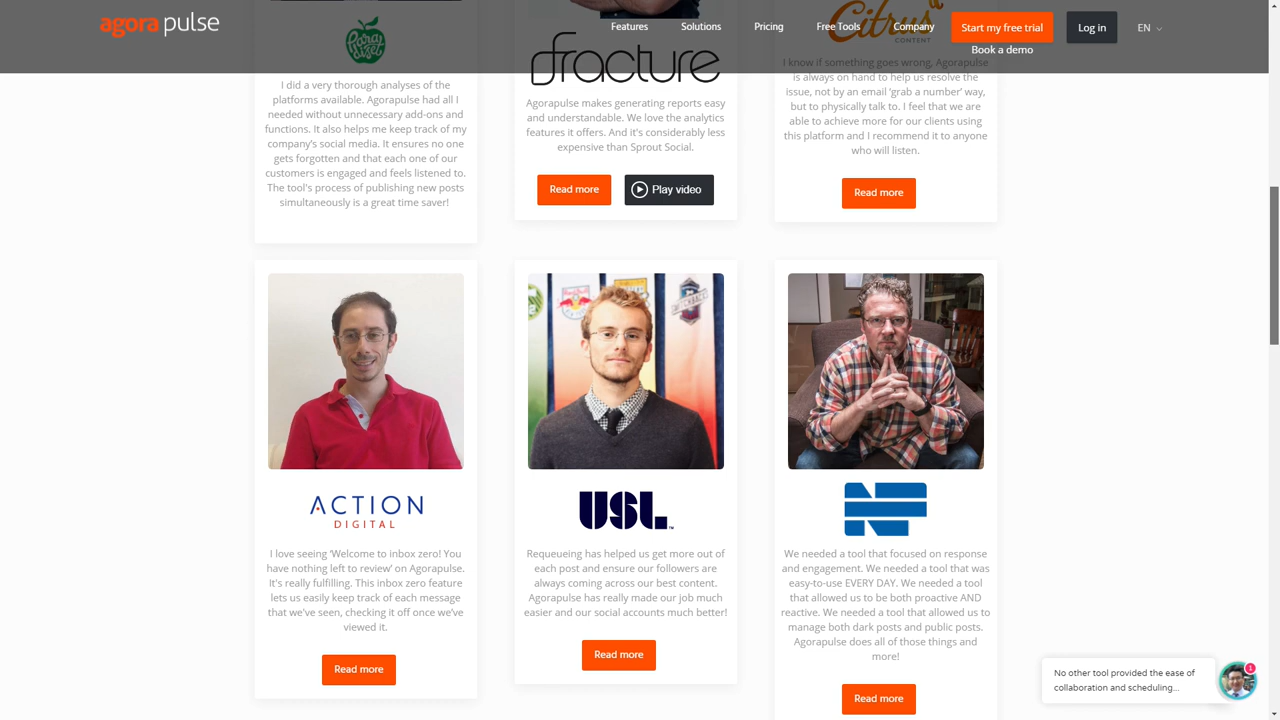 agora pulse
Features
Solutions
Pricing
Free Tools
Company
Start my free trial
Log in
EN
Book a demo
I did a very thorough analyses of the
platforms available. Agorapulse had all I
needed without unnecessary add-ons and
functions. It also helps me keep track of my
company's social media. It ensures no one
gets forgotten and that each one of our
customers is engaged and feels listened to.
The tool's process of publishing new posts
simultaneously is a great time saver!
fracture
Agorapulse makes generating reports easy
and understandable. We love the analytics
features it offers. And it's considerably less
expensive than Sprout Social.
Read more
Play video
Citrus
CONTENT
I know if something goes wrong, Agorapulse
is always on hand to help us resolve the
issue, not by an email ‘grab a number’ way,
but to physically talk to. I feel that we are
able to achieve more for our clients using
this platform and I recommend it to anyone
who will listen.
Read more
ACTION
DIGITAL
I love seeing ‘Welcome to inbox zero! You
have nothing left to review’ on Agorapulse.
It's really fulfilling. This inbox zero feature
lets us easily keep track of each message
that we've seen, checking it off once we’ve
viewed it.
Read more
USL™
Requeueing has helped us get more out of
each post and ensure our followers are
always coming across our best content.
Agorapulse has really made our job much
easier and our social accounts much better!
Read more
We needed a tool that focused on response
and engagement. We needed a tool that was
easy-to-use EVERY DAY. We needed a tool
that allowed us to be both proactive AND
reactive. We needed a tool that allowed us to
manage both dark posts and public posts.
Agorapulse does all of those things and
more!
Read more
No other tool provided the ease of
collaboration and scheduling...
1